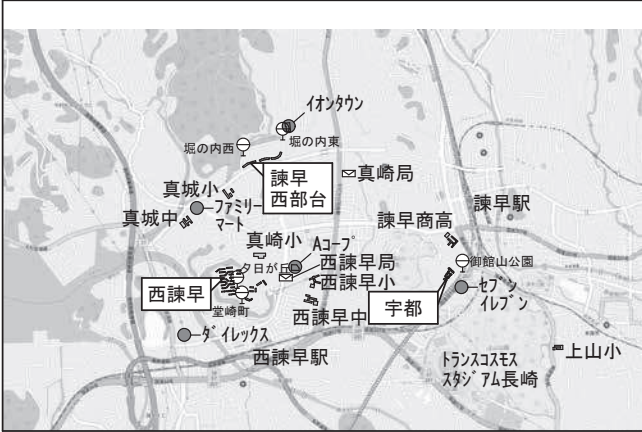 イオンタウン
堀の内東
堀の内西
諫早
西部台
真崎局
真城小
ファミリー
マート
真城中
諫早駅
諫早商高
真崎小
Aコープ
御館山公園
夕日が丘
西諫早局
西諫早
西諫早小
宇都
セブン
イレブン
堂崎町
西諫早中
ダイレックス
西諫早駅
トランスコスモス
スタジアム長崎
上山小